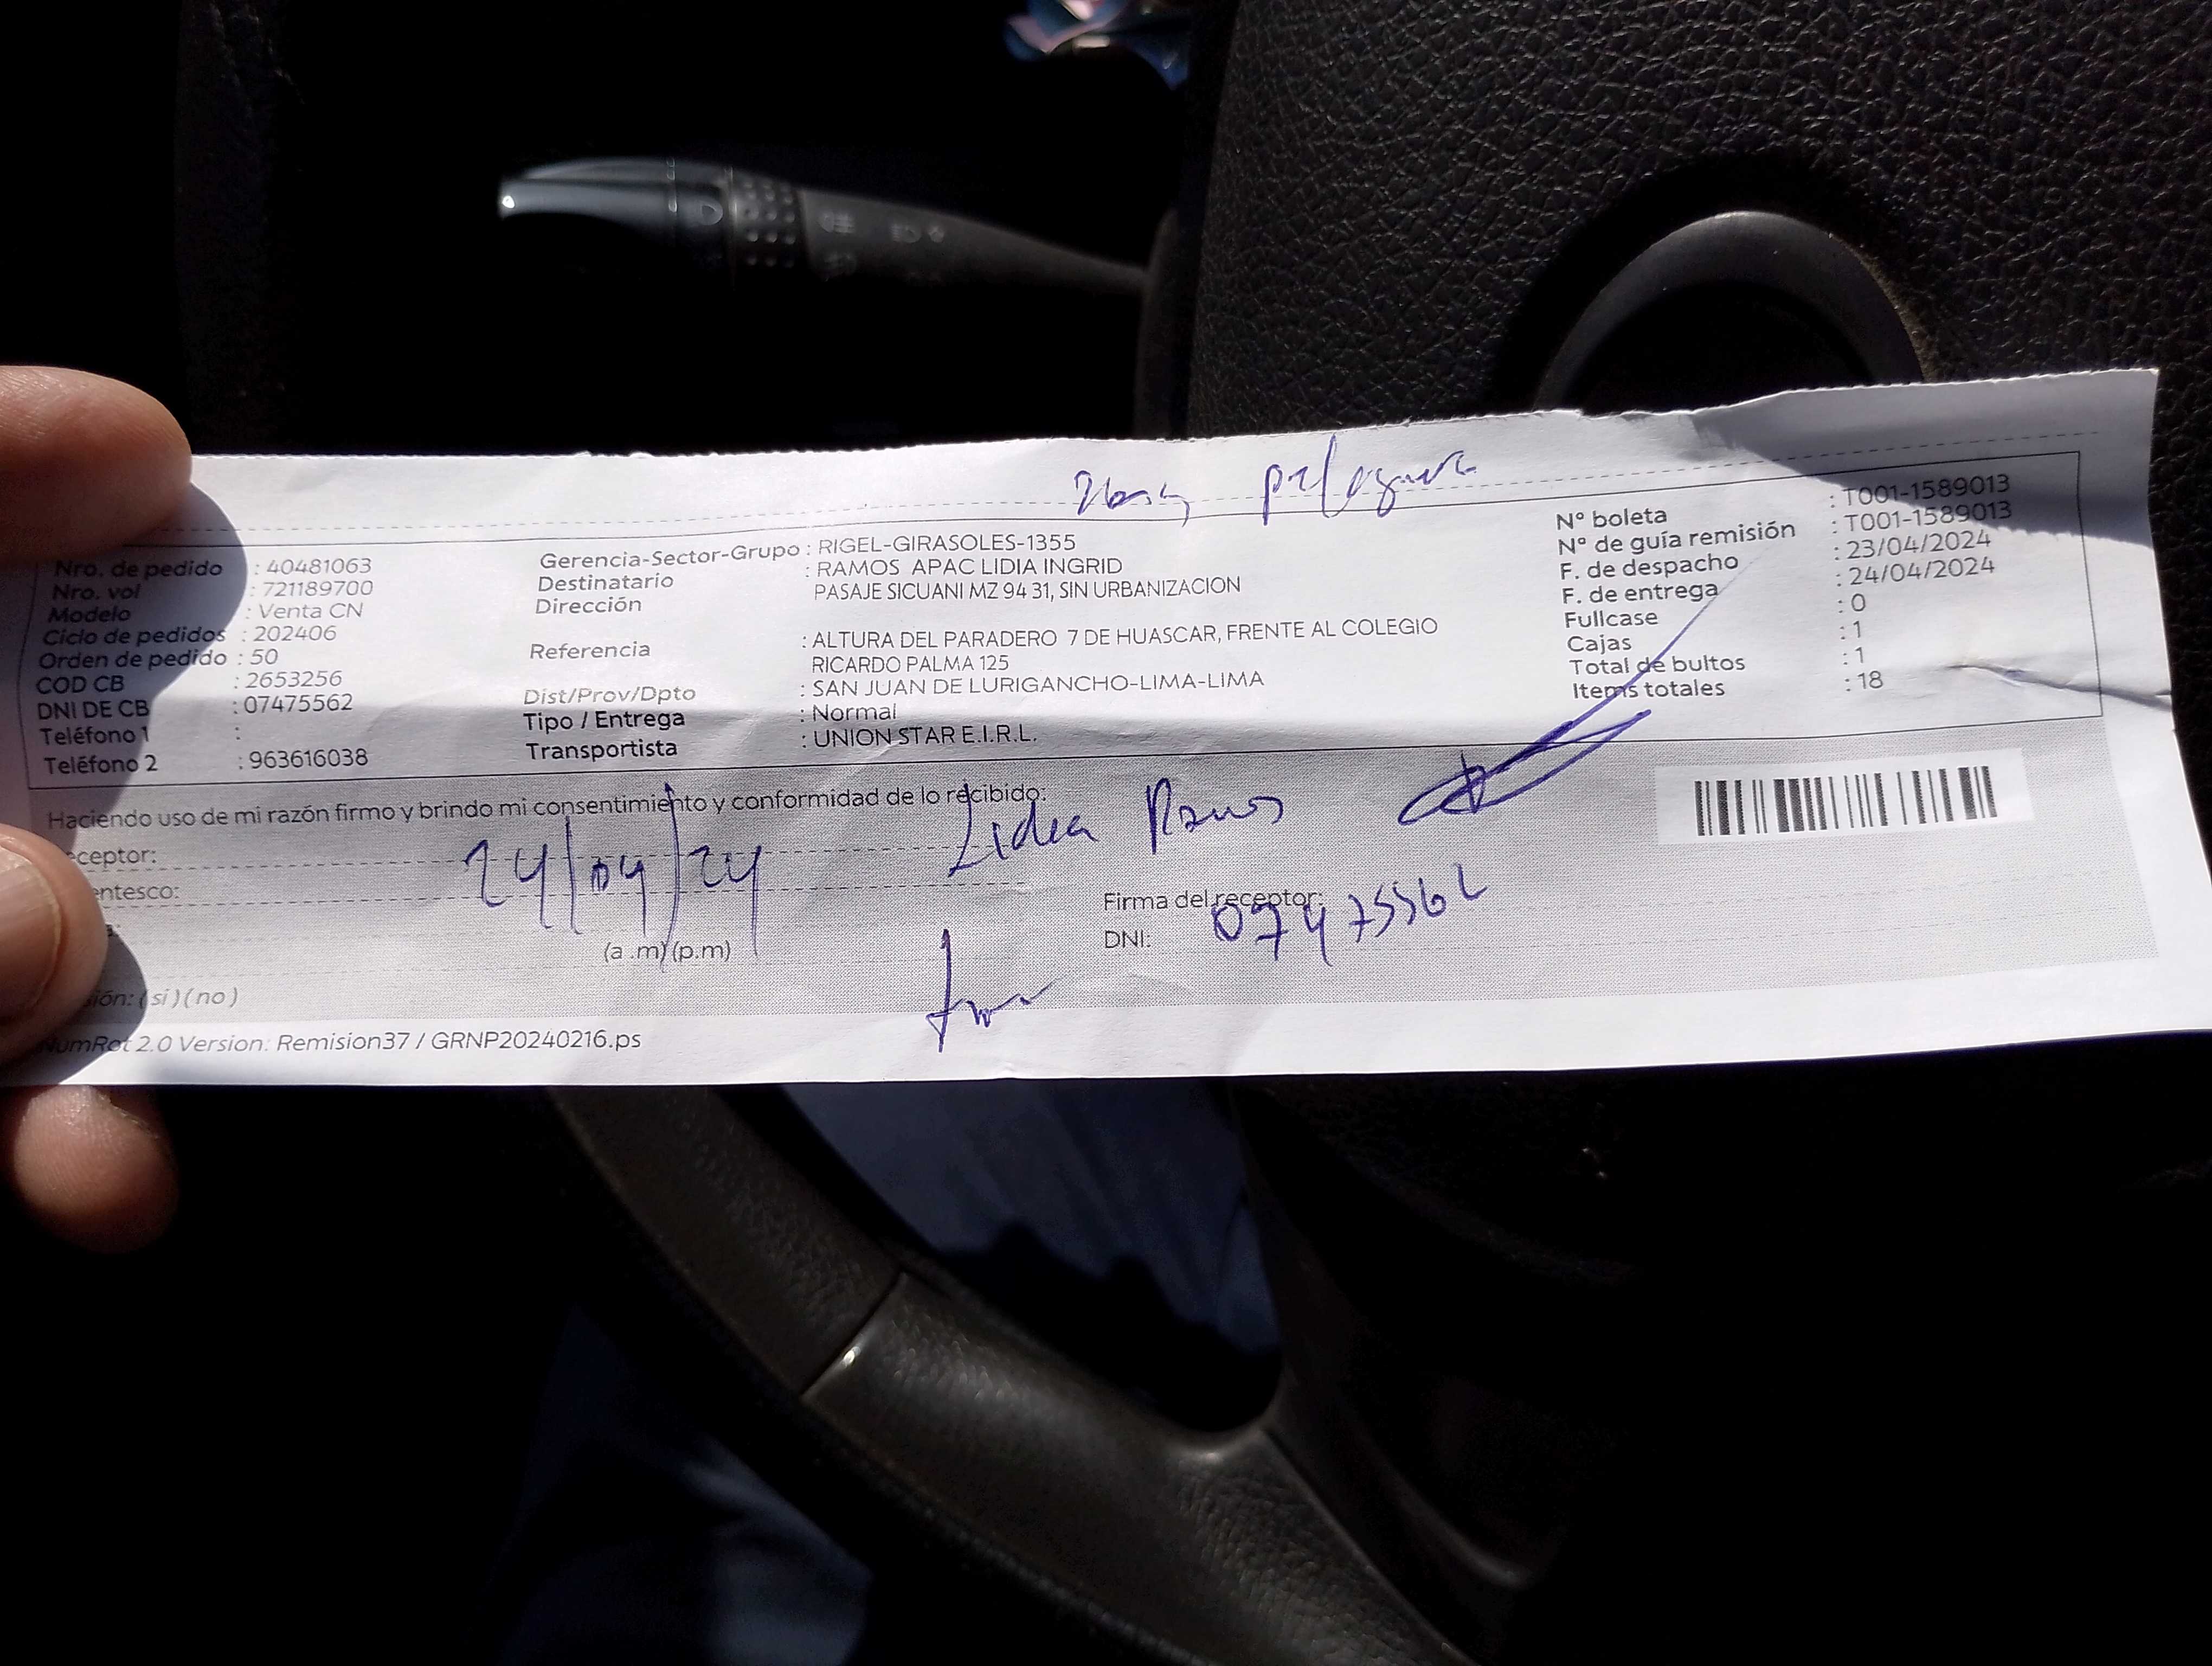 Nro. de pedido : 40481063
Nro. vol : 721189700
Modelo : Venta CN
Ciclo de pedidos : 202406
Orden de pedido : 50
COD CB : 2653256
DNI DE CB : 07475562
Teléfono 1 :
Teléfono 2 : 963616038
Gerencia-Sector-Grupo : RIGEL-GIRASOLES-1355
Destinatario : RAMOS APAC LIDIA INGRID
Dirección PASAJE SICUANI MZ 94 31, SIN URBANIZACION
Referencia : ALTURA DEL PARADERO 7 DE HUASCAR, FRENTE AL COLEGIO
RICARDO PALMA 125
Dist/Prov/Dpto : SAN JUAN DE LURIGANCHO-LIMA-LIMA
Tipo / Entrega : Normal
Transportista : UNION STAR E.I.R.L.
N° boleta : T001-1589013
N° de guía remisión : T001-1589013
F. de despacho : 23/04/2024
F. de entrega : 24/04/2024
Fullcase : 0
Cajas : 1
Total de bultos : 1
Items totales : 18
Haciendo uso de mi razón firmo y brindo mi consentimiento y conformidad de lo recibido:
ceptor: Lidia Ramos
entesco: 24/04/24
Firma del receptor:
DNI: 07475562
(a .m) (p.m)
sión: ( si ) ( no )
NumRot 2.0 Version: Remision37 / GRNP20240216.ps